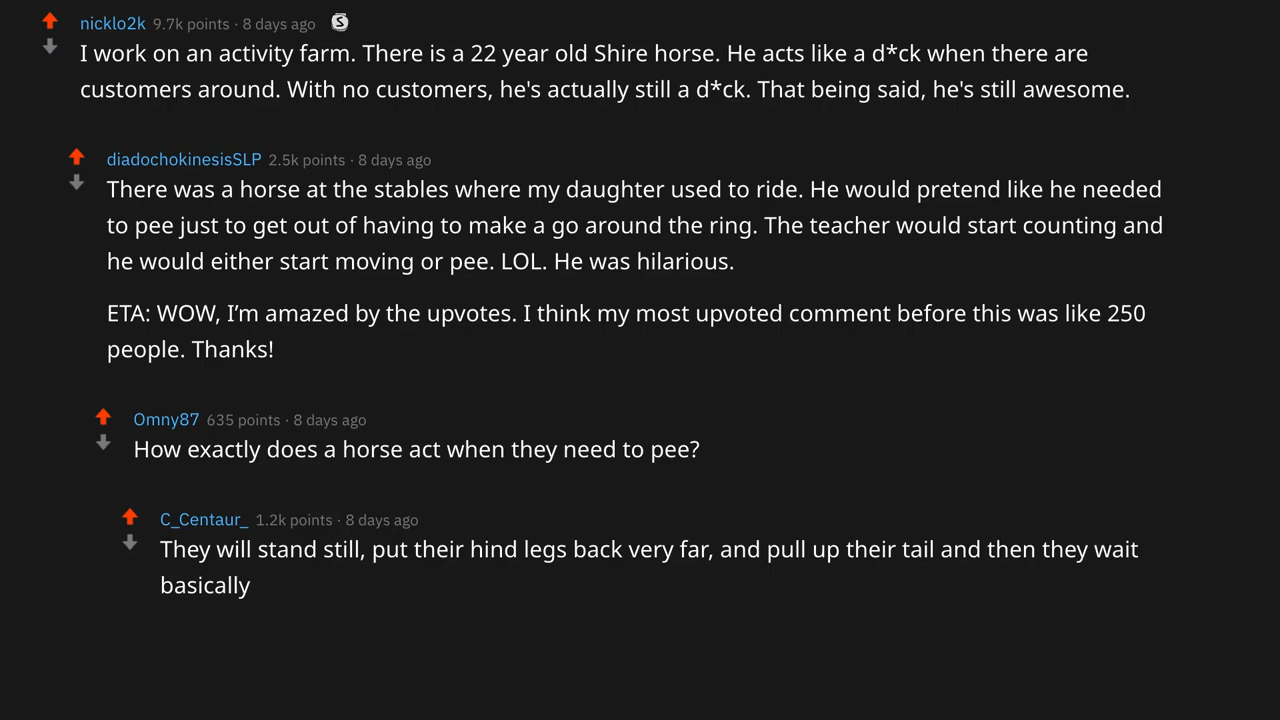 nicklo2k 9.7k points · 8 days ago S
I work on an activity farm. There is a 22 year old Shire horse. He acts like a d*ck when there are
customers around. With no customers, he's actually still a d*ck. That being said, he's still awesome.
diadochokinesisSLP 2.5k points · 8 days ago
There was a horse at the stables where my daughter used to ride. He would pretend like he needed
to pee just to get out of having to make a go around the ring. The teacher would start counting and
he would either start moving or pee. LOL. He was hilarious.
ETA: WOW, I’m amazed by the upvotes. I think my most upvoted comment before this was like 250
people. Thanks!
Omny87 635 points · 8 days ago
How exactly does a horse act when they need to pee?
C_Centaur_ 1.2k points · 8 days ago
They will stand still, put their hind legs back very far, and pull up their tail and then they wait
basically